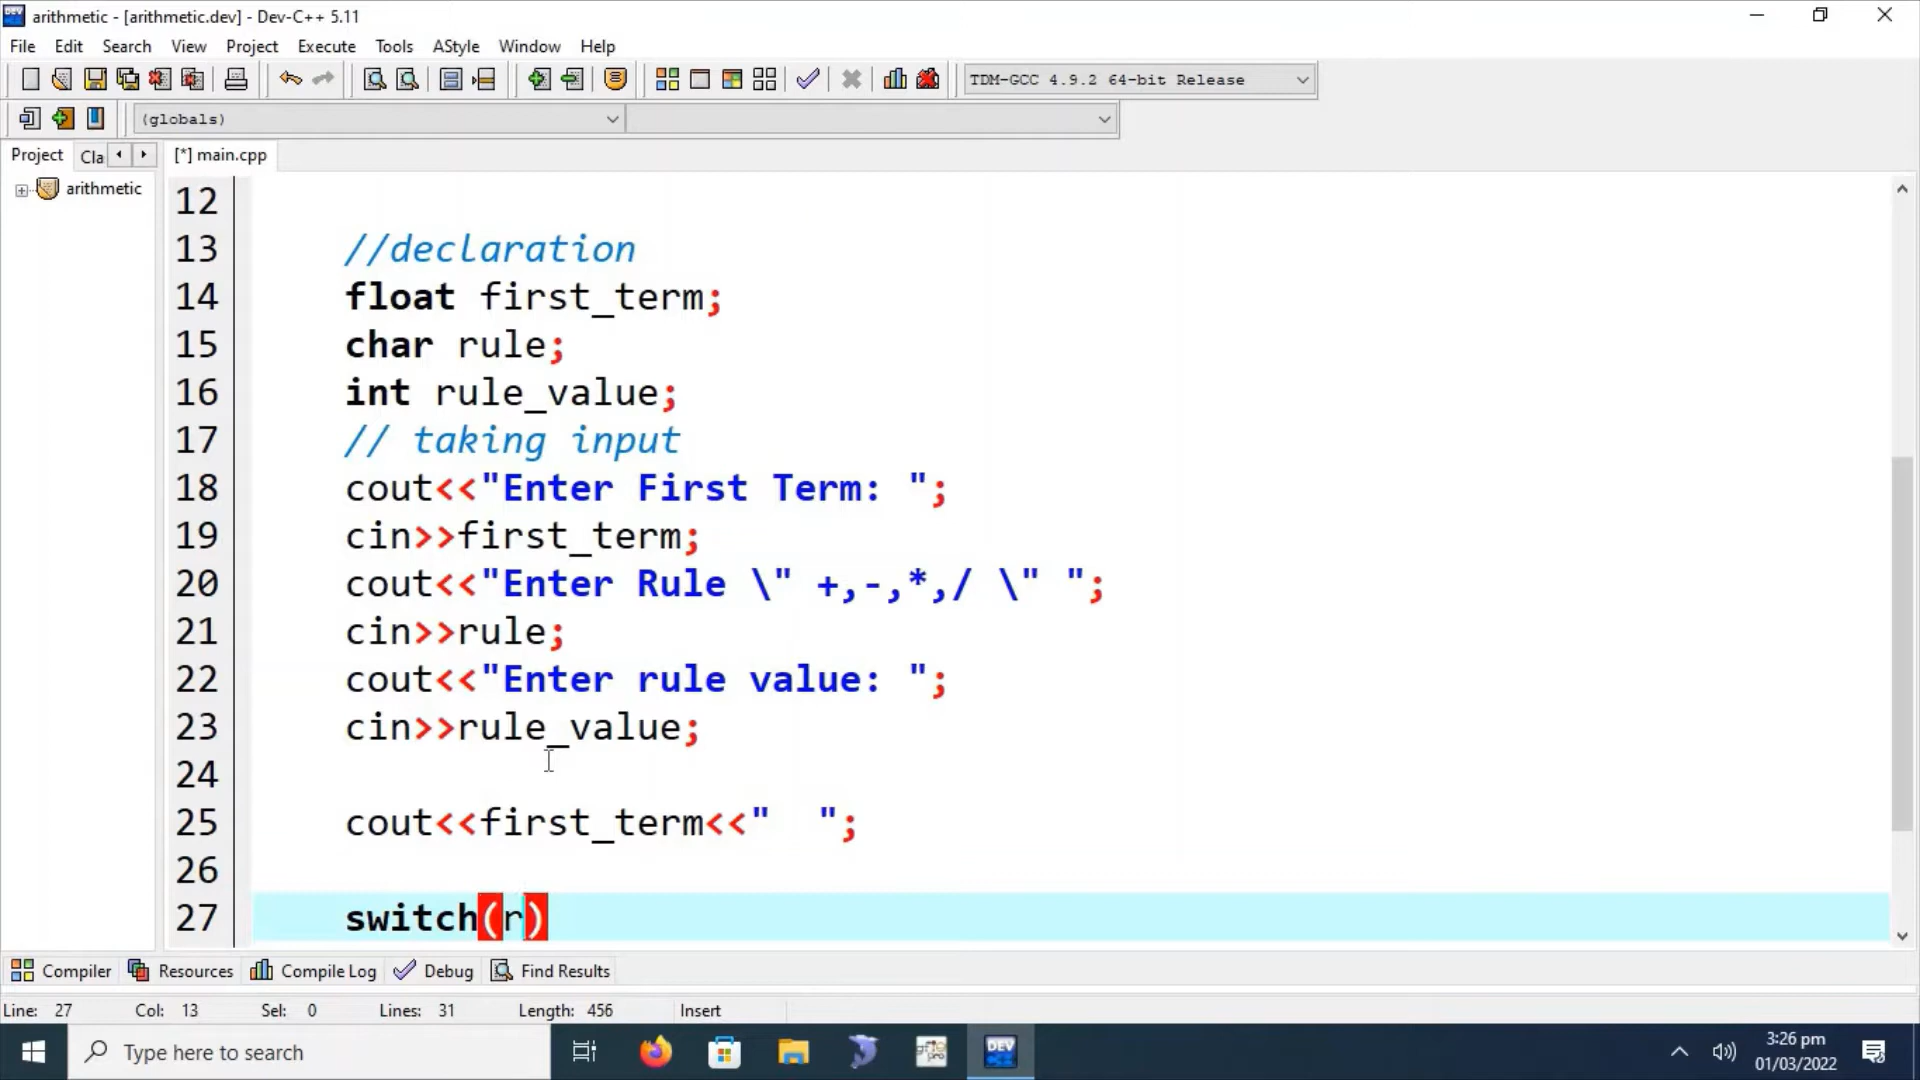 arithmetic - [arithmetic.dev] - Dev-C++ 5.11
File Edit Search View Project Execute Tools AStyle Window Help
TDM-GCC 4.9.2 64-bit Release
(globals)
Project Cla [*] main.cpp
arithmetic
12
13 //declaration
14 float first_term;
15 char rule;
16 int rule_value;
17 // taking input
18 cout<<"Enter First Term: ";
19 cin>>first_term;
20 cout<<"Enter Rule \" +,-,*,/ \" ";
21 cin>>rule;
22 cout<<"Enter rule value: ";
23 cin>>rule_value;
24
25 cout<<first_term<<"  ";
26
27 switch(r)
Compiler Resources Compile Log Debug Find Results
Line: 27 Col: 13 Sel: 0 Lines: 31 Length: 456 Insert
Type here to search
DEV
3:26 pm
01/03/2022